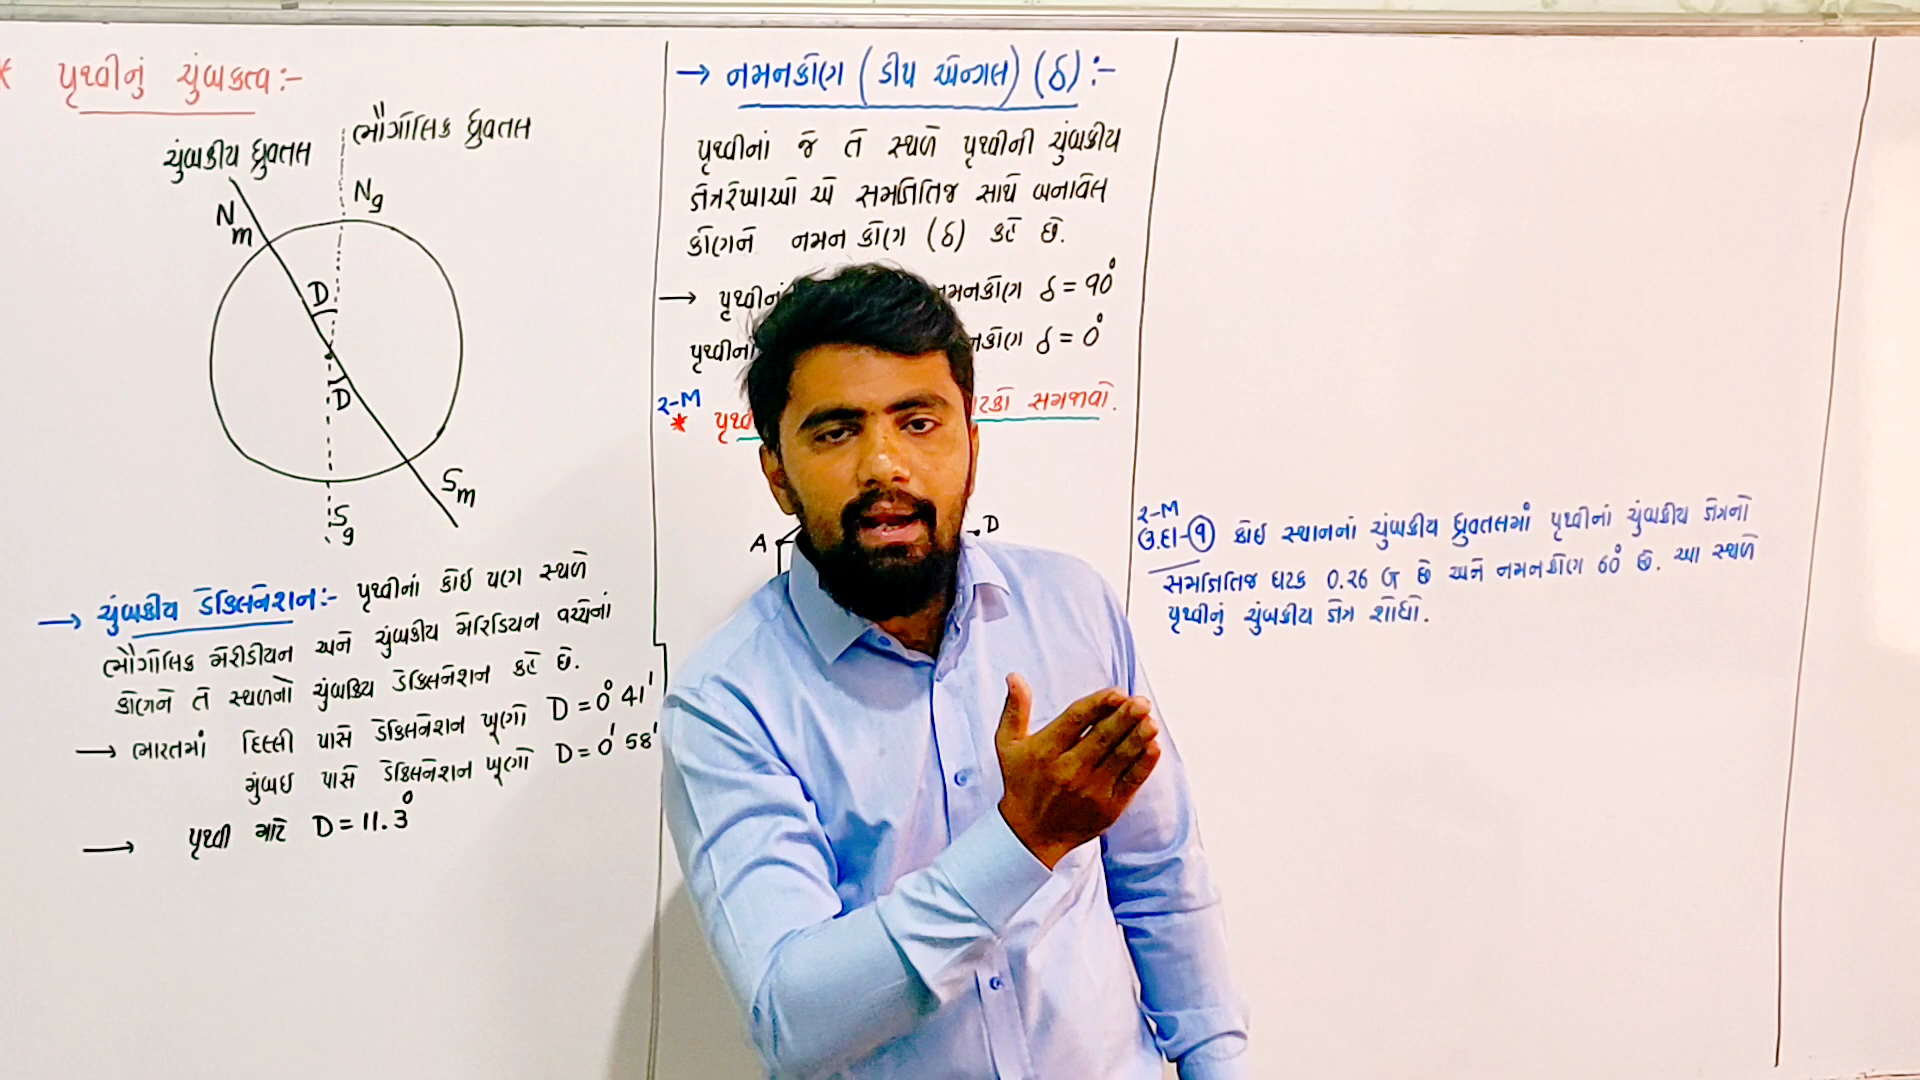 * પૃથ્વીનું ચુંબકત્વ:-
ભૌગોલિક ધ્રુવતલ
ચુંબકીય ધ્રુવતલ
Nm
Ng
D
D
Sm
Sg
→ ચુંબકીય ડેક્લિનેશન:- પૃથ્વીનાં કોઈ પણ સ્થળે
ભૌગોલિક મેરીડીયન અને ચુંબકીય મેરિડિયન વચ્ચેનાં
કોણને તે સ્થળનો ચુંબકિય ડેક્લિનેશન કહે છે.
→ ભારતમાં દિલ્સી પાસે ડેક્લિનેશન ખૂણો D = 0° 41'
મુંબઇ પાસે ડેક્લિનેશન ખૂણો D = 0' 58'
→ પૃથ્વી માટે D = 11.3°
→ નમનકોણ (ડીપ એન્ગલ) (δ):-
પૃથ્વીનાં જે તે સ્થળે પૃથ્વીની ચુંબકીય
ક્ષેત્રરેખાઓ એ સમક્ષિતિજ સાથે બનાવેલ
કોણને નમન કોણ (δ) કહે છે.
→ નમનકોણ δ = 90°
δ = 0°
2-M
* સમજાવો.
A
D
2-M
ઉ.દા-(૧) કોઇ સ્થાનનાં ચુંબકીય ધ્રુવતલમાં પૃથ્વીનાં ચુંબકીય ક્ષેત્રનો
સમક્ષિતિજ ઘટક 0.26 G છે અને નમનકોણ 60° છે. આ સ્થળે
પૃથ્વીનું ચુંબકીય ક્ષેત્ર શોધો.